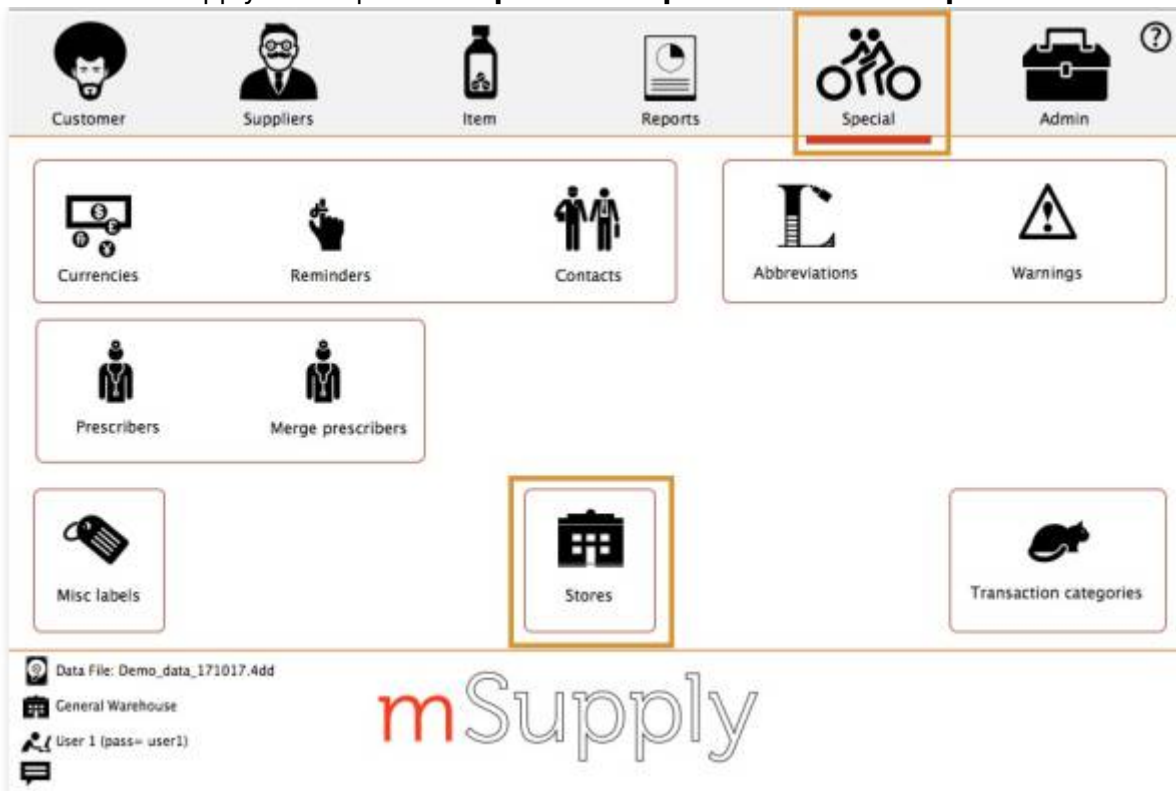 Customer Suppliers Item Reports Special Admin ?
Currencies Reminders Contacts Abbreviations Warnings
Prescribers Merge prescribers
Misc labels Stores Transaction categories
Data File: Demo_data_171017.4dd
General Warehouse
User 1 (pass= user1)
mSupply